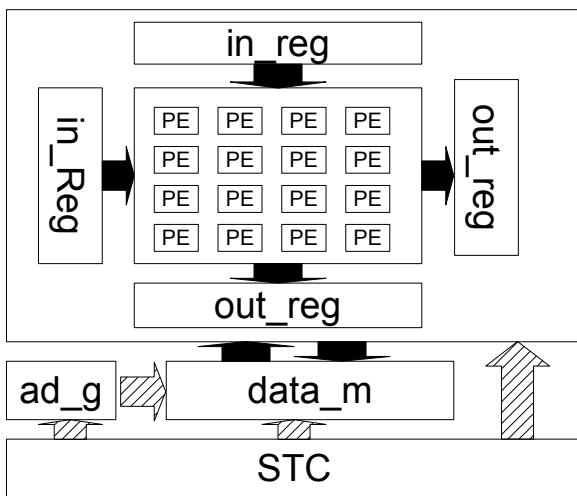 in_reg
in_Reg
PE PE PE PE
PE PE PE PE
PE PE PE PE
PE PE PE PE
out_reg
out_reg
ad_g
data_m
STC